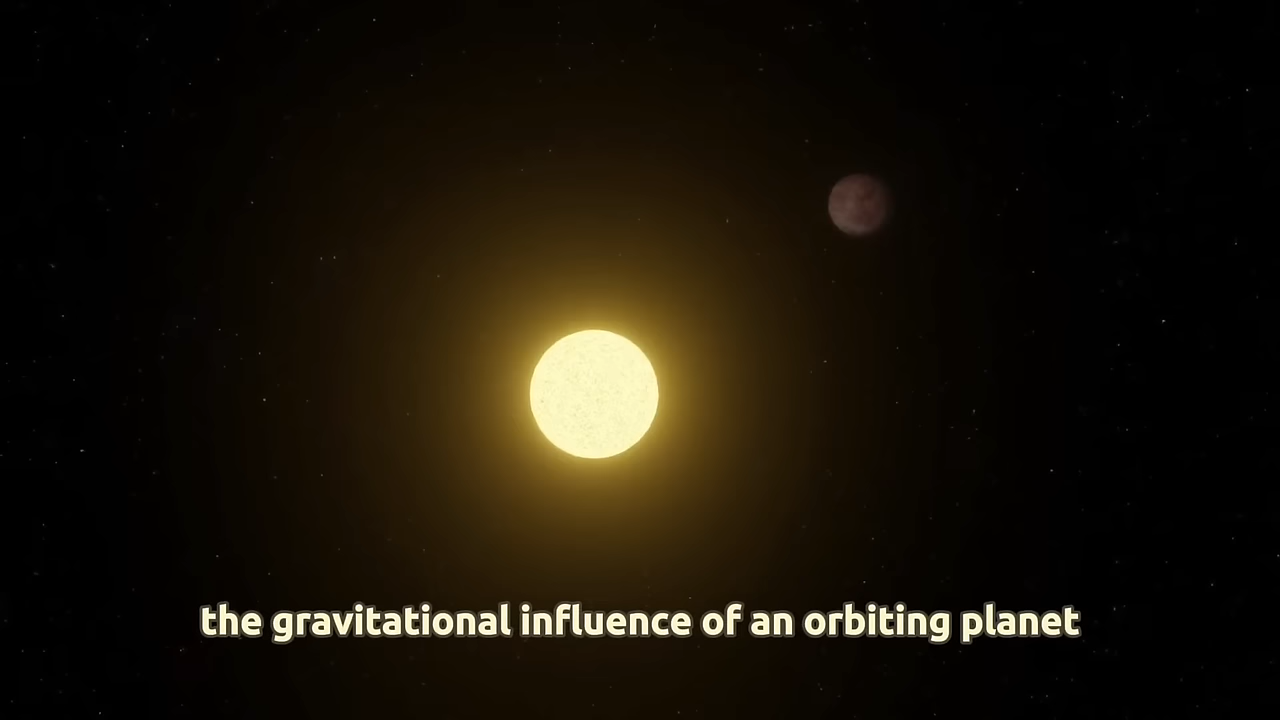 the gravitational influence of an orbiting planet